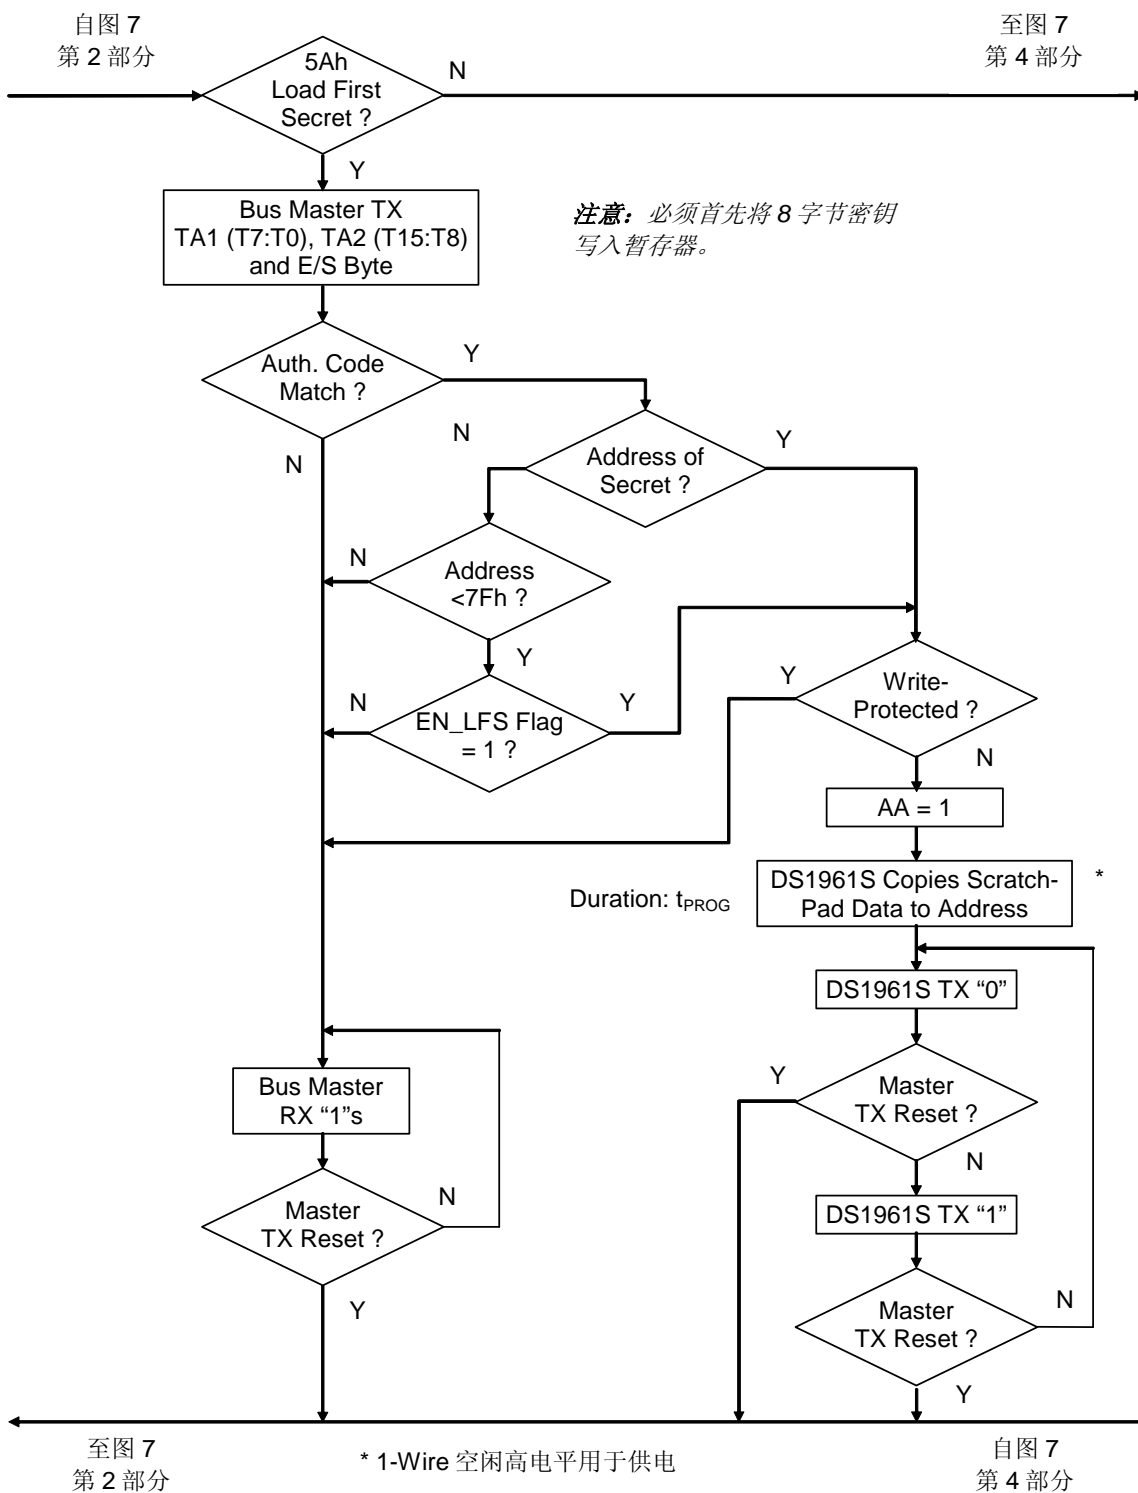 自图 7
第 2 部分
至图 7
第 4 部分
5Ah
Load First
Secret ?
N
Y
Bus Master TX
TA1 (T7:T0), TA2 (T15:T8)
and E/S Byte
注意：必须首先将 8 字节密钥
写入暂存器。
Auth. Code
Match ?
Y
N
Address of
Secret ?
N
Y
Address
<7Fh ?
N
Y
EN_LFS Flag
= 1 ?
N
Y
Write-
Protected ?
Y
N
AA = 1
DS1961S Copies Scratch-
Pad Data to Address
*
Duration: tPROG
DS1961S TX “0”
Master
TX Reset ?
Y
N
DS1961S TX “1”
Master
TX Reset ?
N
Y
Bus Master
RX “1”s
Master
TX Reset ?
N
Y
至图 7
第 2 部分
* 1-Wire 空闲高电平用于供电
自图 7
第 4 部分